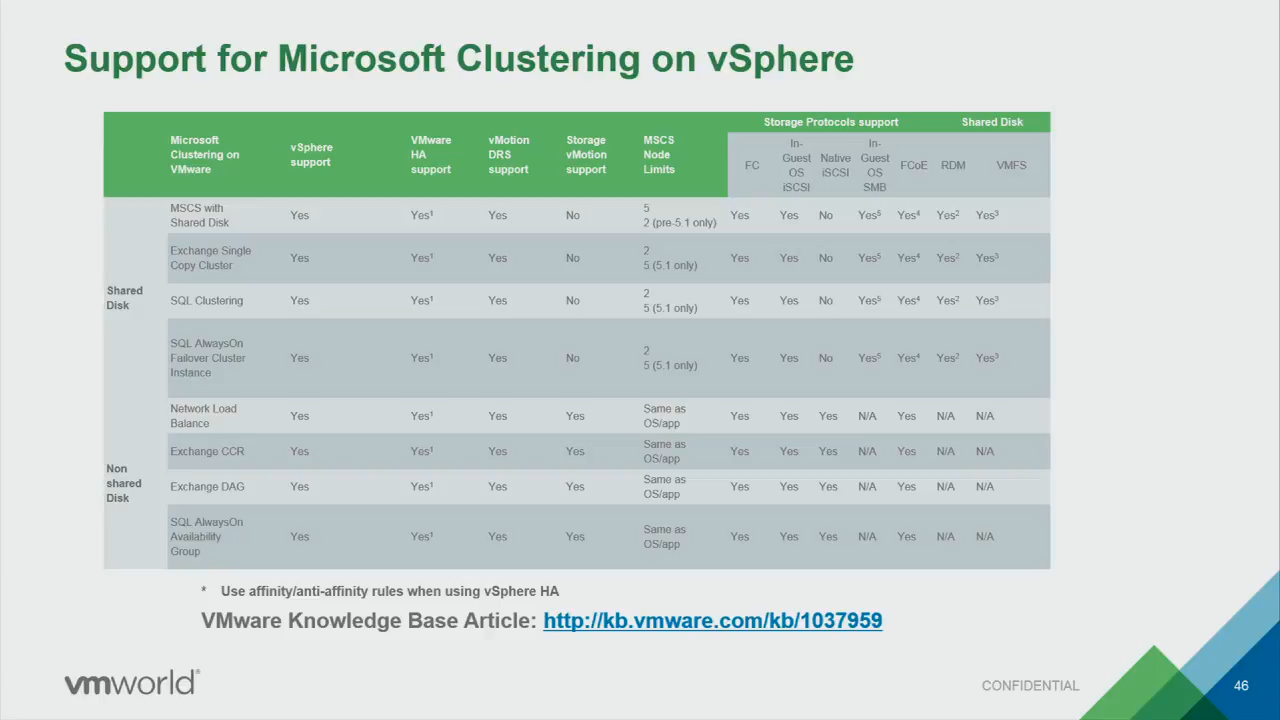 Support for Microsoft Clustering on vSphere
Storage Protocols support Shared Disk
Microsoft Clustering on VMware
vSphere support
VMware HA support
vMotion DRS support
Storage vMotion support
MSCS Node Limits
FC
In-Guest OS iSCSI
Native iSCSI
In-Guest OS SMB
FCoE
RDM
VMFS
Shared Disk
MSCS with Shared Disk Yes Yes¹ Yes No 5 2 (pre-5.1 only) Yes Yes No Yes⁵ Yes⁴ Yes² Yes³
Exchange Single Copy Cluster Yes Yes¹ Yes No 2 5 (5.1 only) Yes Yes No Yes⁵ Yes⁴ Yes² Yes³
SQL Clustering Yes Yes¹ Yes No 2 5 (5.1 only) Yes Yes No Yes⁵ Yes⁴ Yes² Yes³
SQL AlwaysOn Failover Cluster Instance Yes Yes¹ Yes No 2 5 (5.1 only) Yes Yes No Yes⁵ Yes⁴ Yes² Yes³
Non shared Disk
Network Load Balance Yes Yes¹ Yes Yes Same as OS/app Yes Yes Yes N/A Yes N/A N/A
Exchange CCR Yes Yes¹ Yes Yes Same as OS/app Yes Yes Yes N/A Yes N/A N/A
Exchange DAG Yes Yes¹ Yes Yes Same as OS/app Yes Yes Yes N/A Yes N/A N/A
SQL AlwaysOn Availability Group Yes Yes¹ Yes Yes Same as OS/app Yes Yes Yes N/A Yes N/A N/A
* Use affinity/anti-affinity rules when using vSphere HA
VMware Knowledge Base Article: http://kb.vmware.com/kb/1037959
vmworld®
CONFIDENTIAL
46